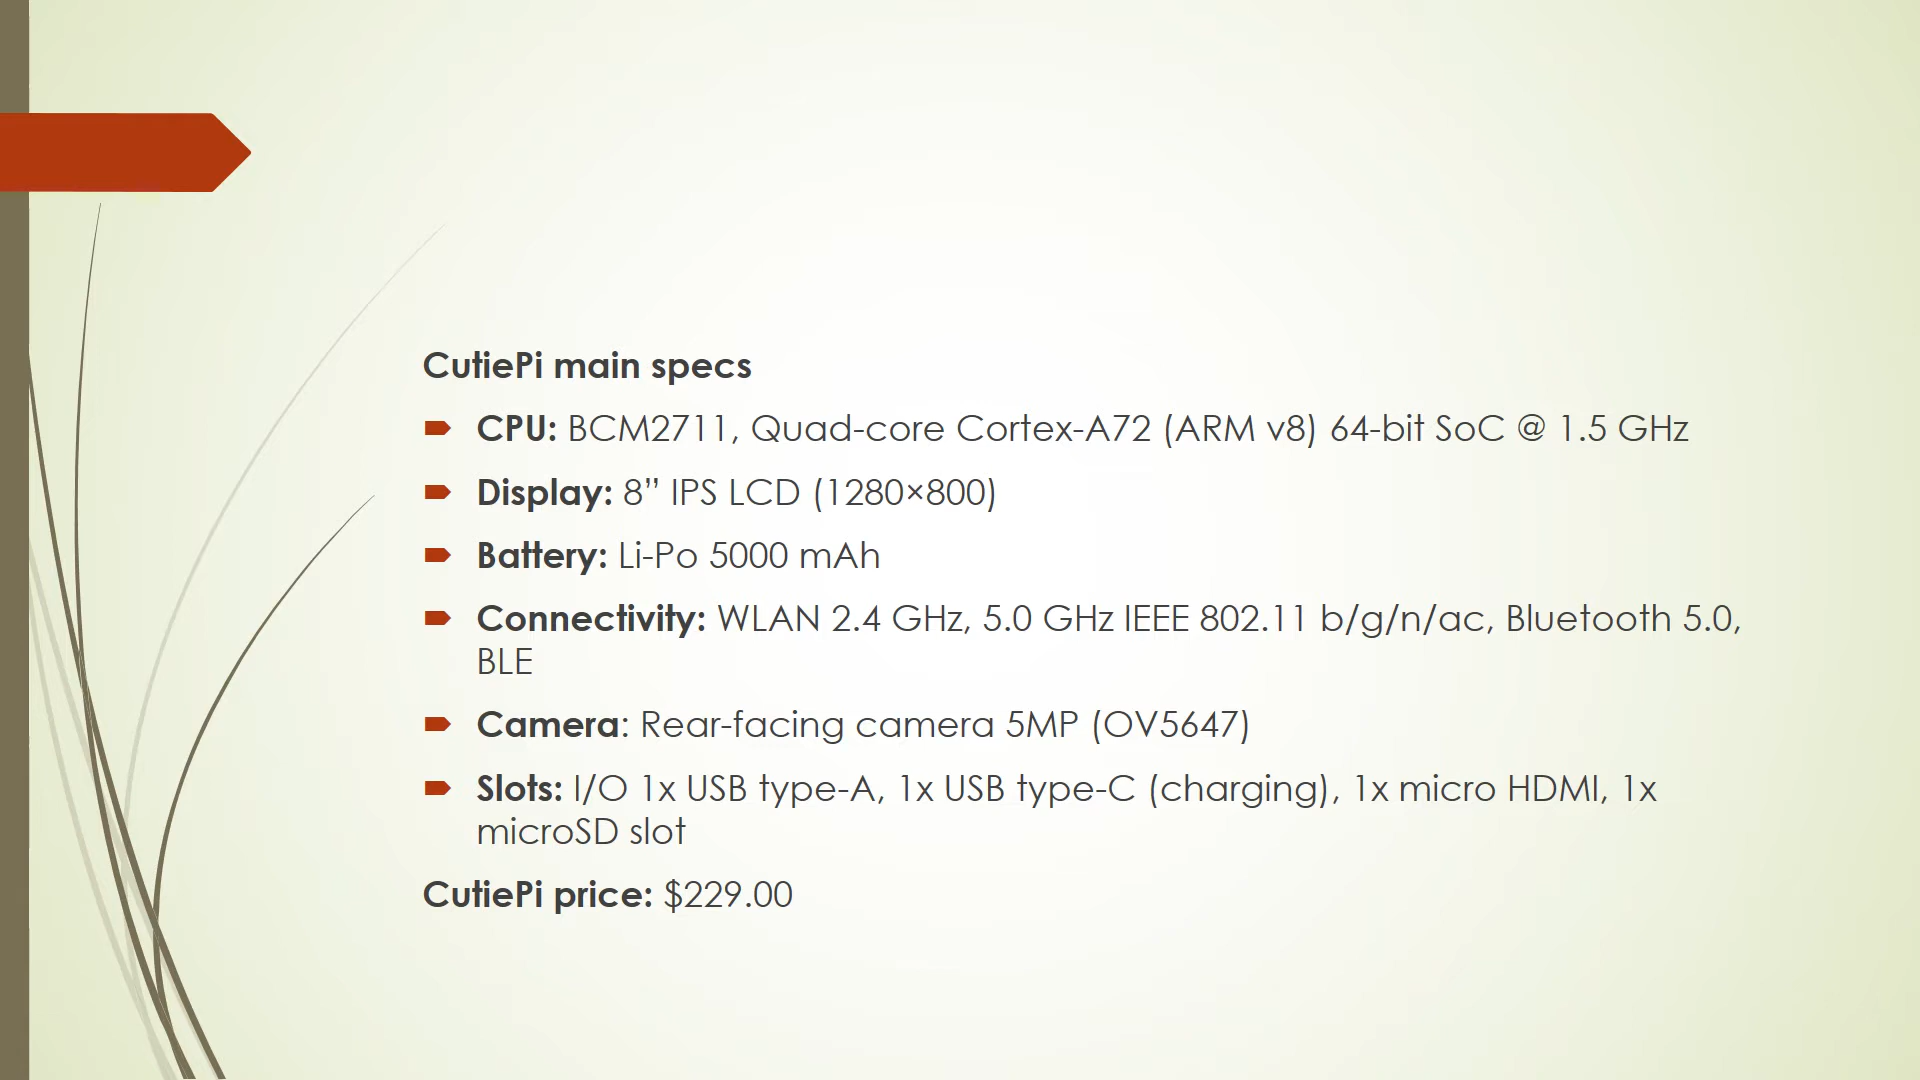 CutiePi main specs
CPU: BCM2711, Quad-core Cortex-A72 (ARM v8) 64-bit SoC @ 1.5 GHz
Display: 8” IPS LCD (1280×800)
Battery: Li-Po 5000 mAh
Connectivity: WLAN 2.4 GHz, 5.0 GHz IEEE 802.11 b/g/n/ac, Bluetooth 5.0,
BLE
Camera: Rear-facing camera 5MP (OV5647)
Slots: I/O 1x USB type-A, 1x USB type-C (charging), 1x micro HDMI, 1x
microSD slot
CutiePi price: $229.00